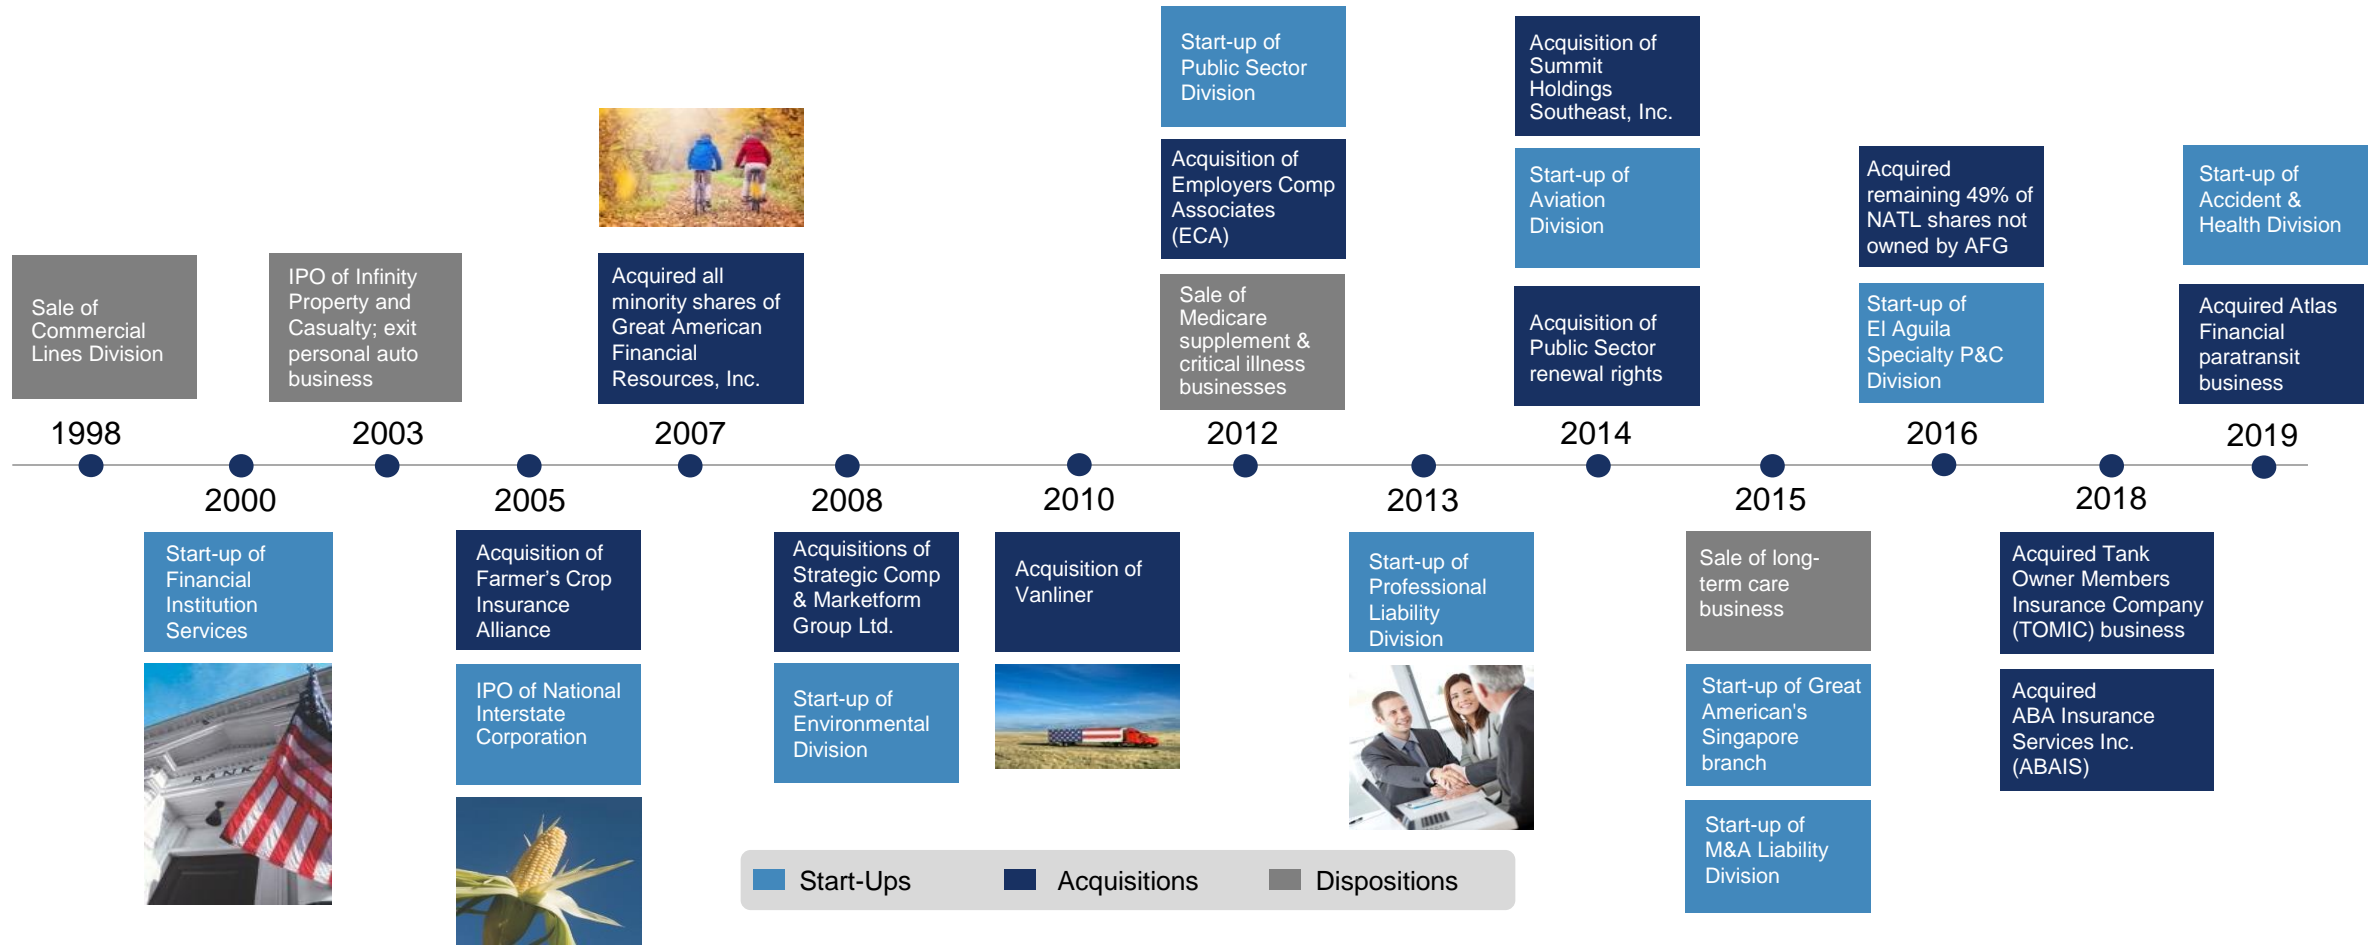 Start-up of
Public Sector
Division
Acquisition of
Summit
Holdings
Southeast, Inc.
Acquisition of
Employers Comp
Associates
(ECA)
Start-up of
Aviation
Division
Acquired
remaining 49% of
NATL shares not
owned by AFG
Start-up of
Accident &
Health Division
Sale of
Commercial
Lines Division
IPO of Infinity
Property and
Casualty; exit
personal auto
business
Acquired all
minority shares of
Great American
Financial
Resources, Inc.
Sale of
Medicare
supplement &
critical illness
businesses
Acquisition of
Public Sector
renewal rights
Start-up of
El Aguila
Specialty P&C
Division
Acquired Atlas
Financial
paratransit
business
1998
2003
2007
2012
2014
2016
2019
2000
2005
2008
2010
2013
2015
2018
Start-up of
Financial
Institution
Services
BANK
Acquisition of
Farmer’s Crop
Insurance
Alliance
IPO of National
Interstate
Corporation
Acquisitions of
Strategic Comp
& Marketform
Group Ltd.
Start-up of
Environmental
Division
Acquisition of
Vanliner
Start-up of
Professional
Liability
Division
Sale of long-
term care
business
Start-up of Great
American's
Singapore
branch
Start-up of
M&A Liability
Division
Acquired Tank
Owner Members
Insurance Company
(TOMIC) business
Acquired
ABA Insurance
Services Inc.
(ABAIS)
Start-Ups
Acquisitions
Dispositions